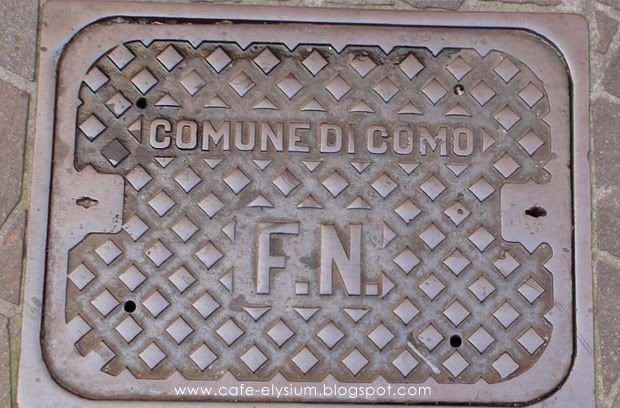 COMUNE DI COMO
F.N.
www.cafe-elysium.blogspot.com